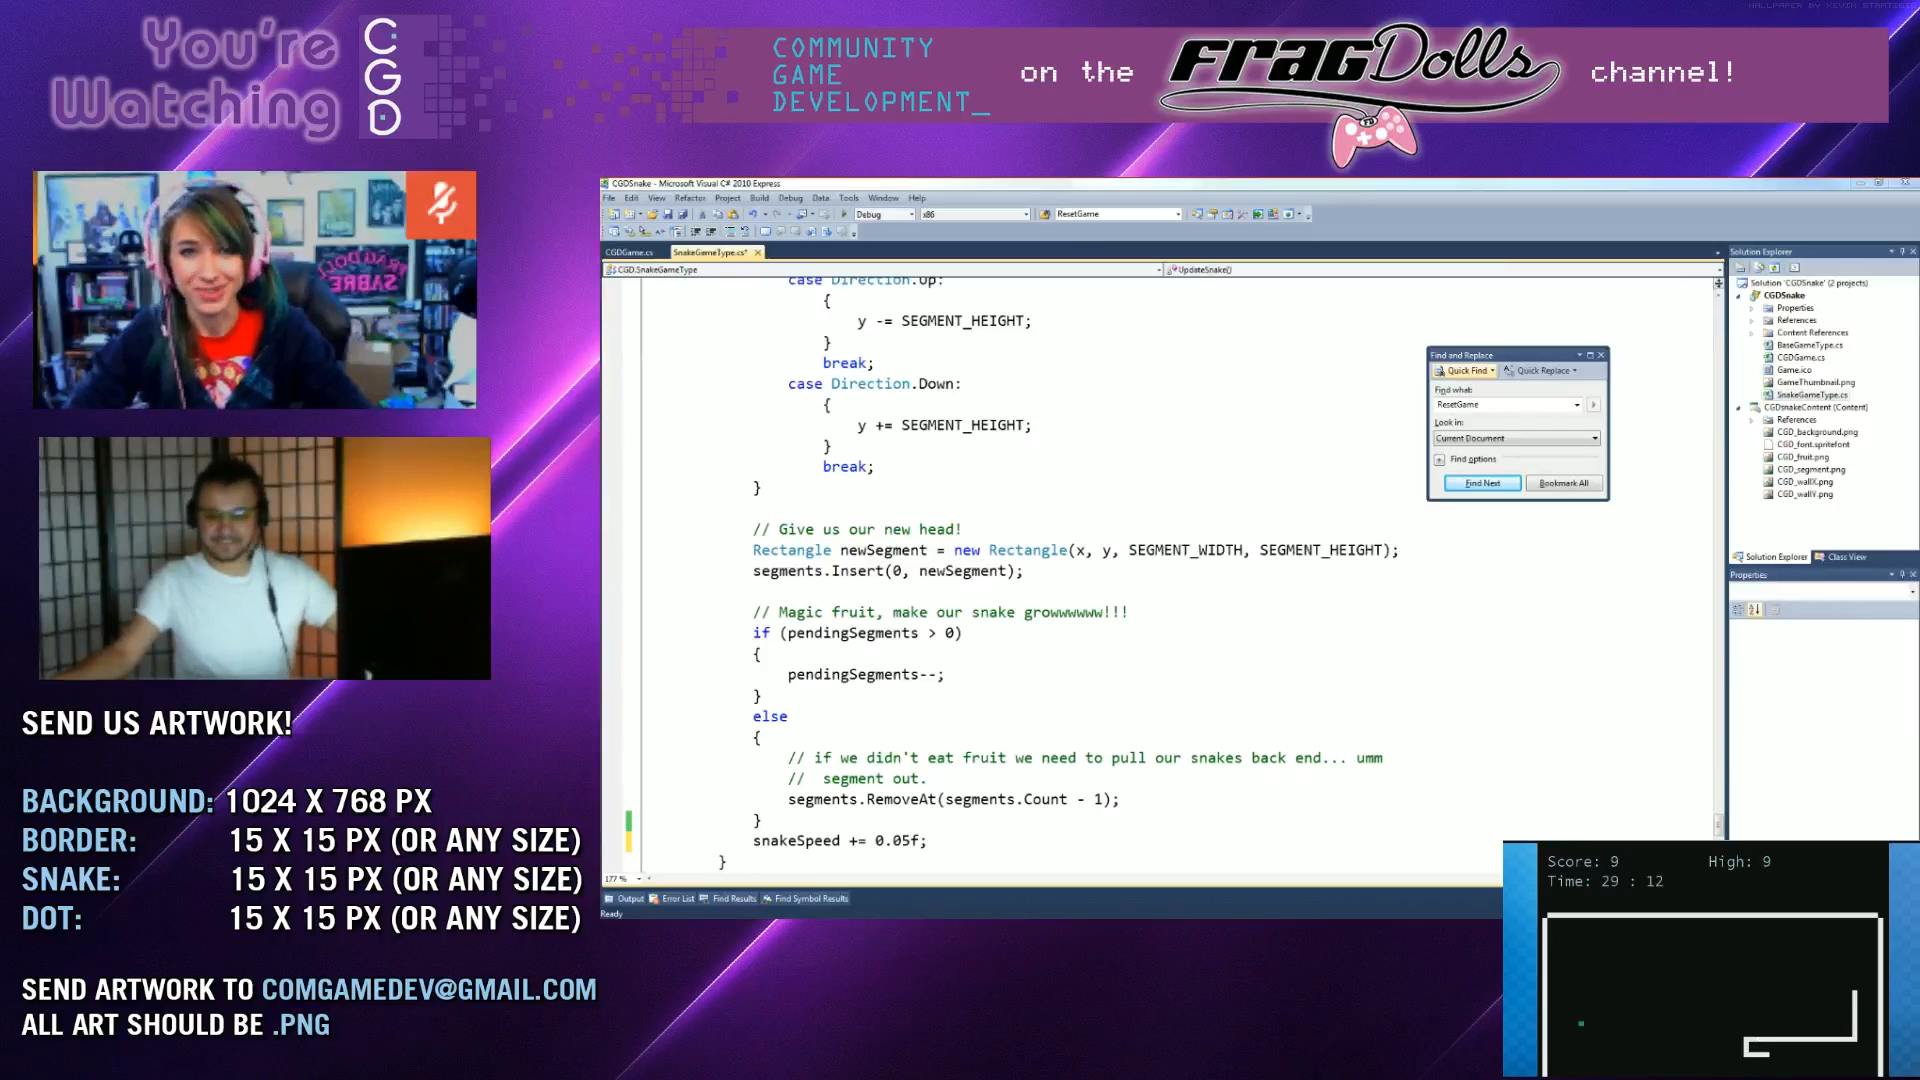 WALLPAPER BY KEVIN STRATIGIS
You're
Watching
CGD
COMMUNITY
GAME
DEVELOPMENT_
on the
FRAGDOLLS
channel!
FD
FRAG DOLL
SABRE
SEND US ARTWORK!
BACKGROUND: 1024 X 768 PX
BORDER: 15 X 15 PX (OR ANY SIZE)
SNAKE: 15 X 15 PX (OR ANY SIZE)
DOT: 15 X 15 PX (OR ANY SIZE)
SEND ARTWORK TO COMGAMEDEV@GMAIL.COM
ALL ART SHOULD BE .PNG
CGDSnake - Microsoft Visual C# 2010 Express
File Edit View Refactor Project Build Debug Data Tools Window Help
Debug x86 ResetGame
CGDGame.cs SnakeGameType.cs*
CGD.SnakeGameType UpdateSnake()
case Direction.Up:
{
y -= SEGMENT_HEIGHT;
}
break;
case Direction.Down:
{
y += SEGMENT_HEIGHT;
}
break;
}
// Give us our new head!
Rectangle newSegment = new Rectangle(x, y, SEGMENT_WIDTH, SEGMENT_HEIGHT);
segments.Insert(0, newSegment);
// Magic fruit, make our snake growwwwww!!!
if (pendingSegments > 0)
{
pendingSegments--;
}
else
{
// if we didn't eat fruit we need to pull our snakes back end... umm
// segment out.
segments.RemoveAt(segments.Count - 1);
}
snakeSpeed += 0.05f;
}
177 %
Output Error List Find Results Find Symbol Results
Ready
Find and Replace
Quick Find Quick Replace
Find what:
ResetGame
Look in:
Current Document
Find options
Find Next Bookmark All
Solution Explorer
Solution 'CGDSnake' (2 projects)
CGDSnake
Properties
References
Content References
BaseGameType.cs
CGDGame.cs
Game.ico
GameThumbnail.png
SnakeGameType.cs
CGDsnakeContent (Content)
References
CGD_background.png
CGD_font.spritefont
CGD_fruit.png
CGD_segment.png
CGD_wallX.png
CGD_wallY.png
Solution Explorer Class View
Properties
Score: 9 High: 9
Time: 29 : 12